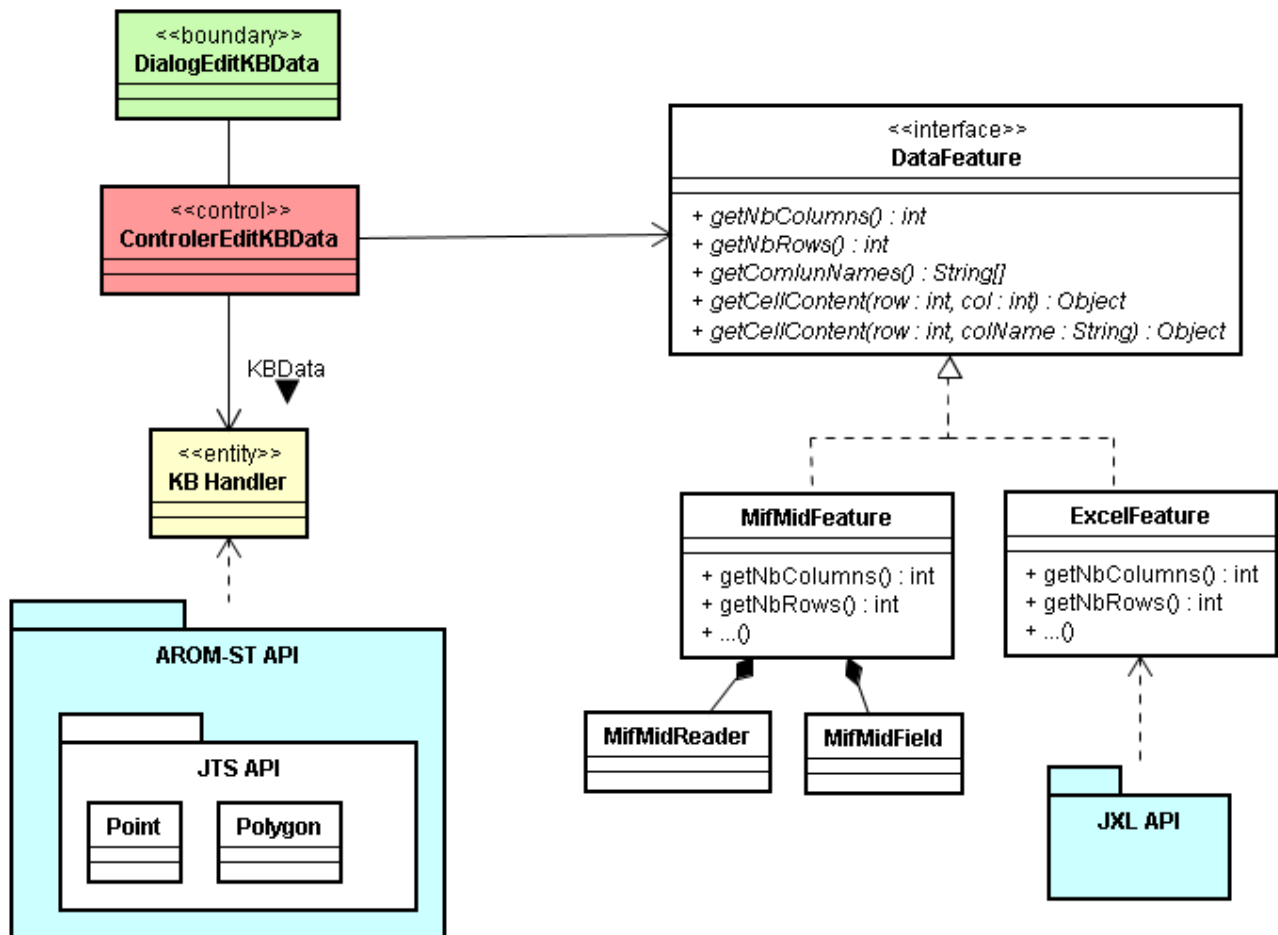 <<boundary>>
DialogEditKBData
<<control>>
ControlerEditKBData
KBData
<<entity>>
KB Handler
AROM-ST API
JTS API
Point
Polygon
<<interface>>
DataFeature
+ getNbColumns() : int
+ getNbRows() : int
+ getComlunNames() : String[]
+ getCellContent(row : int, col : int) : Object
+ getCellContent(row : int, colName : String) : Object
MifMidFeature
+ getNbColumns() : int
+ getNbRows() : int
+ ...()
ExcelFeature
+ getNbColumns() : int
+ getNbRows() : int
+ ...()
MifMidReader
MifMidField
JXL API